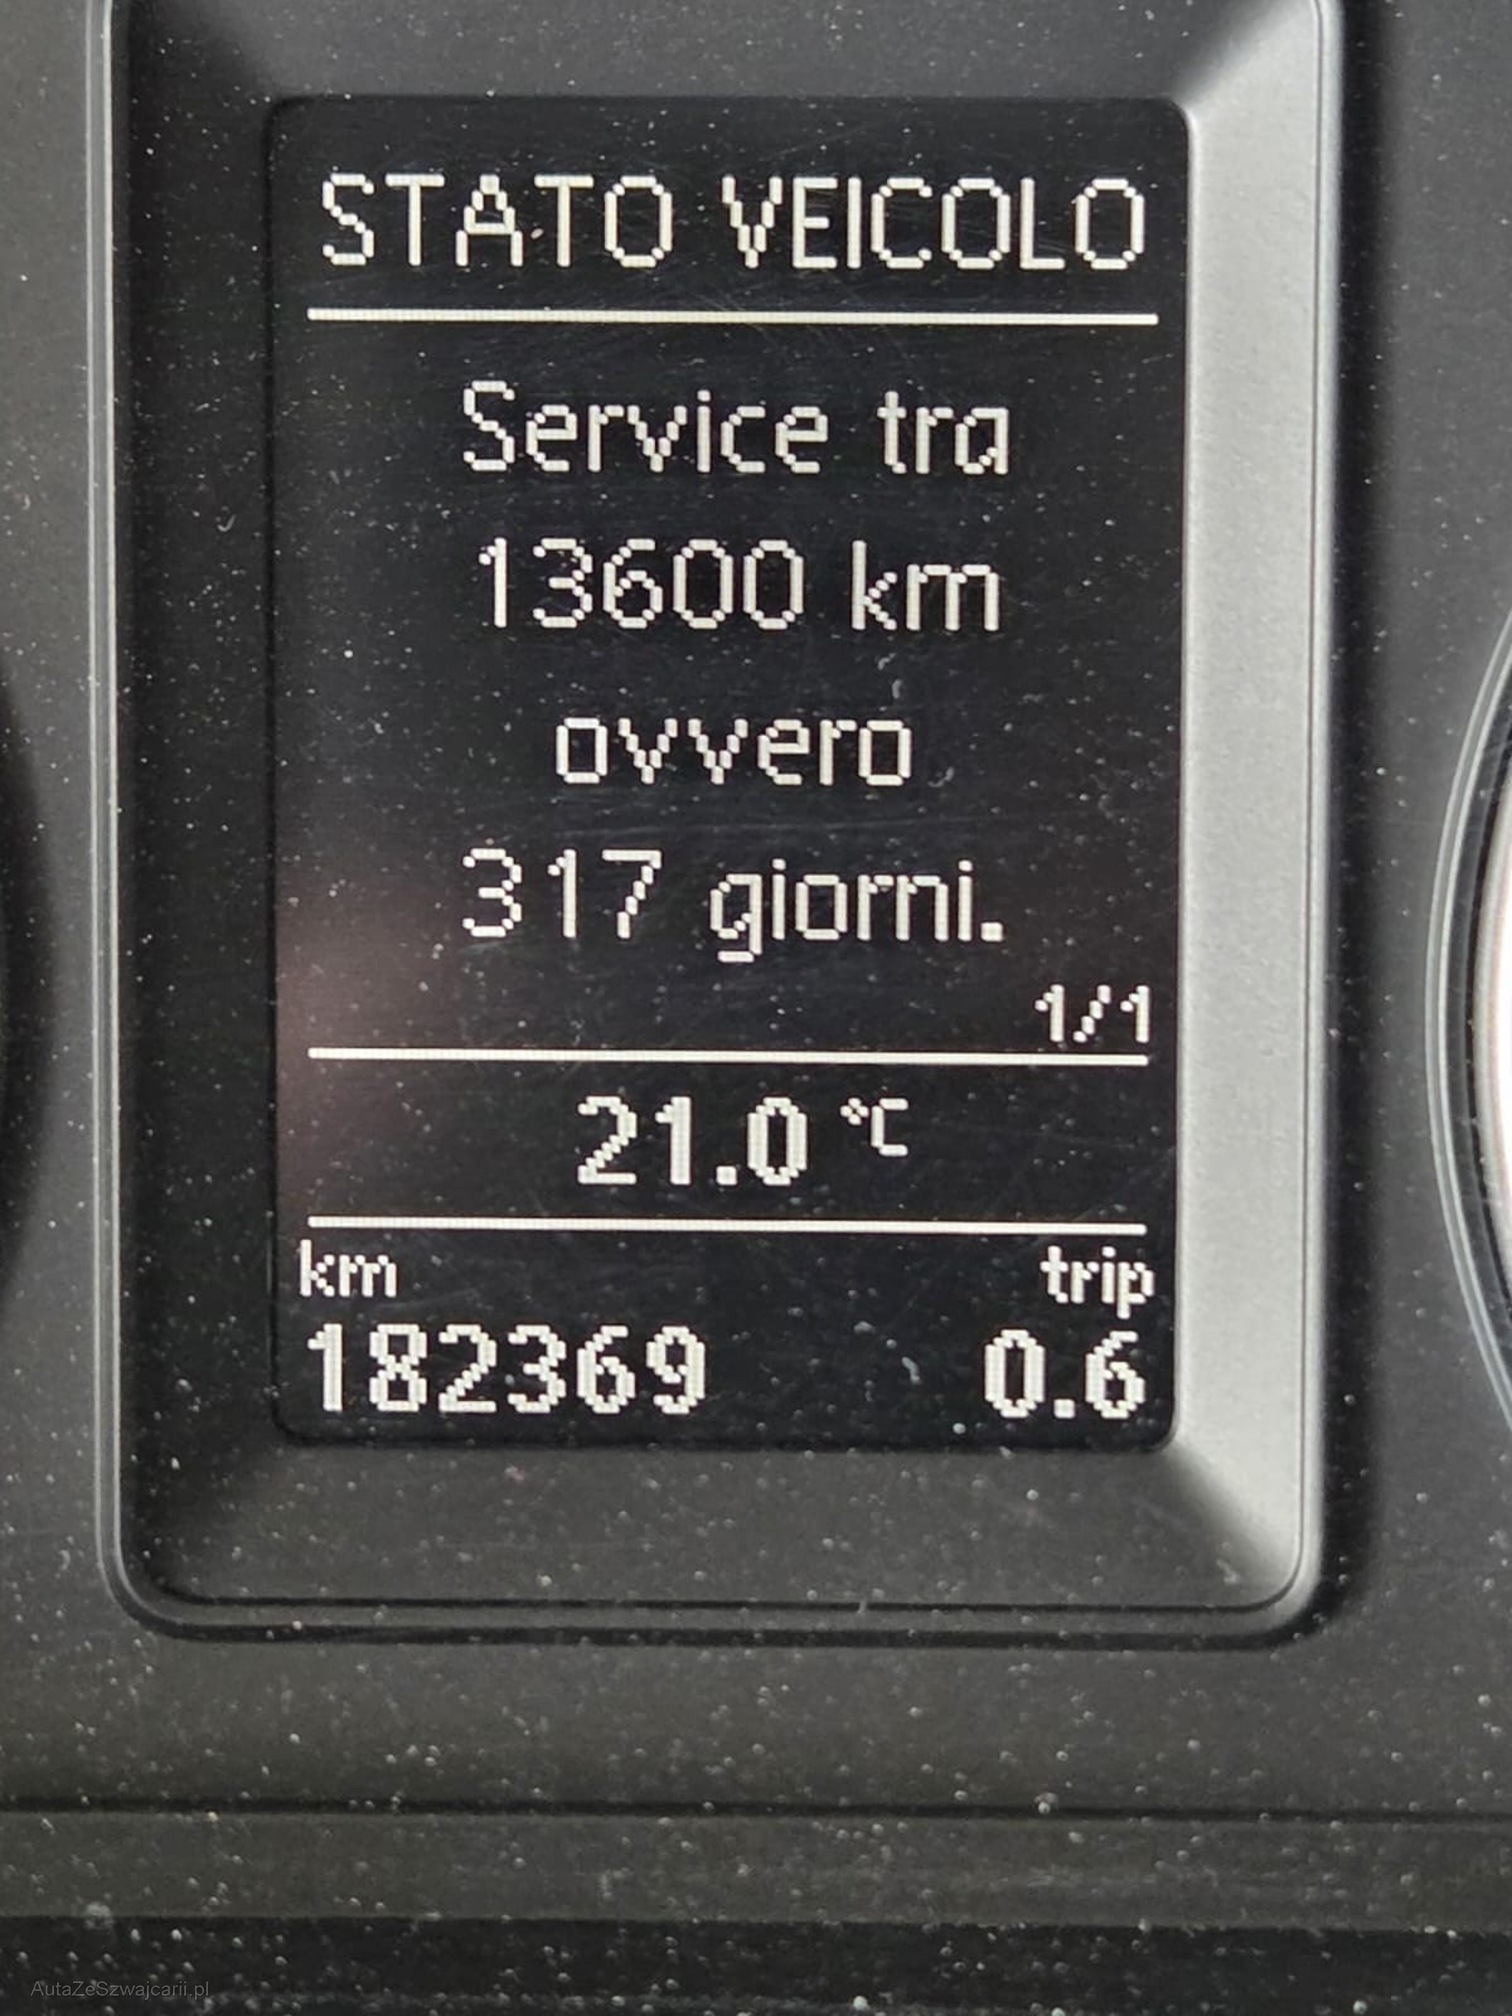 STATO VEICOLO
Service tra
13600 km
ovvero
317 giorni.
1/1
21.0 °C
km trip
182369 0.6
AutaZeSzwajcarii.pl